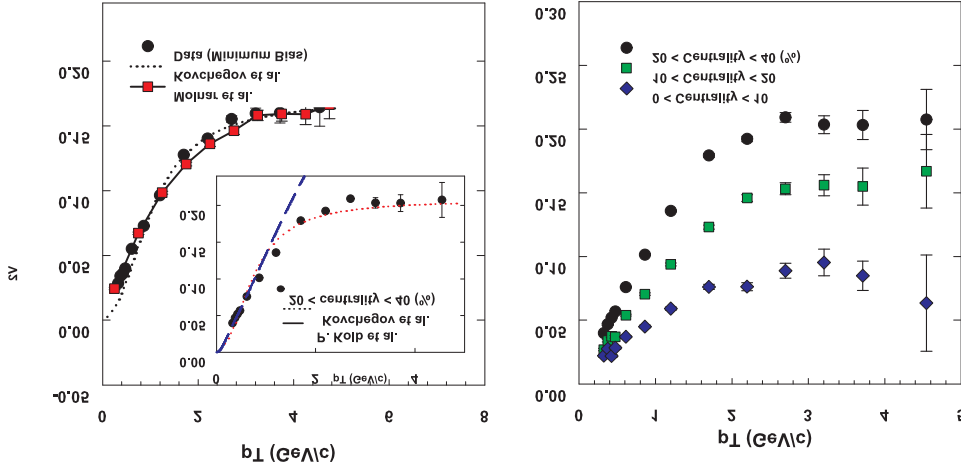 0.20
0.15
0.10
0.05
0.00
-0.05
v2
Data (Minimum Bias)
Kovchegov et al.
Molnar et al.
0.20
0.15
0.10
0.05
0.00
20 < centrality < 40 (%)
Kovchegov et al.
P. Kolb et al.
0 2 4
pT (GeV/c)
0 2 4 6 8
pT (GeV/c)
0.30
0.25
0.20
0.15
0.10
0.05
0.00
20 < Centrality < 40 (%)
10 < Centrality < 20
0 < Centrality < 10
0 1 2 3 4 5
pT (GeV/c)